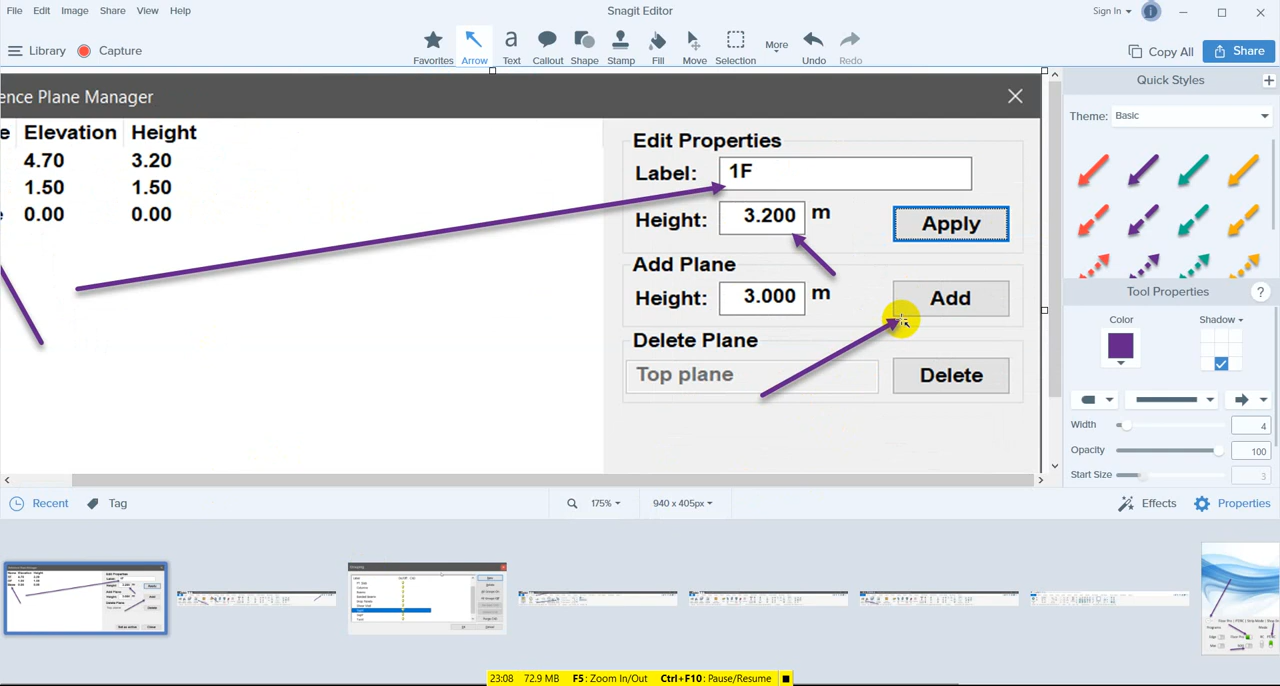 File Edit Image Share View Help
Snagit Editor
Sign In
Library Capture
Favorites Arrow Text Callout Shape Stamp Fill Move Selection More Undo Redo
Copy All Share
Quick Styles
Theme: Basic
ence Plane Manager
e Elevation Height
4.70 3.20
1.50 1.50
e 0.00 0.00
Edit Properties
Label: 1F
Height: 3.200 m Apply
Add Plane
Height: 3.000 m Add
Delete Plane
Top plane Delete
Tool Properties ?
Color Shadow
Width 4
Opacity 100
Start Size 3
Recent Tag 175% 940 x 405px Effects Properties
23:08 72.9 MB F5: Zoom In/Out Ctrl+F10: Pause/Resume